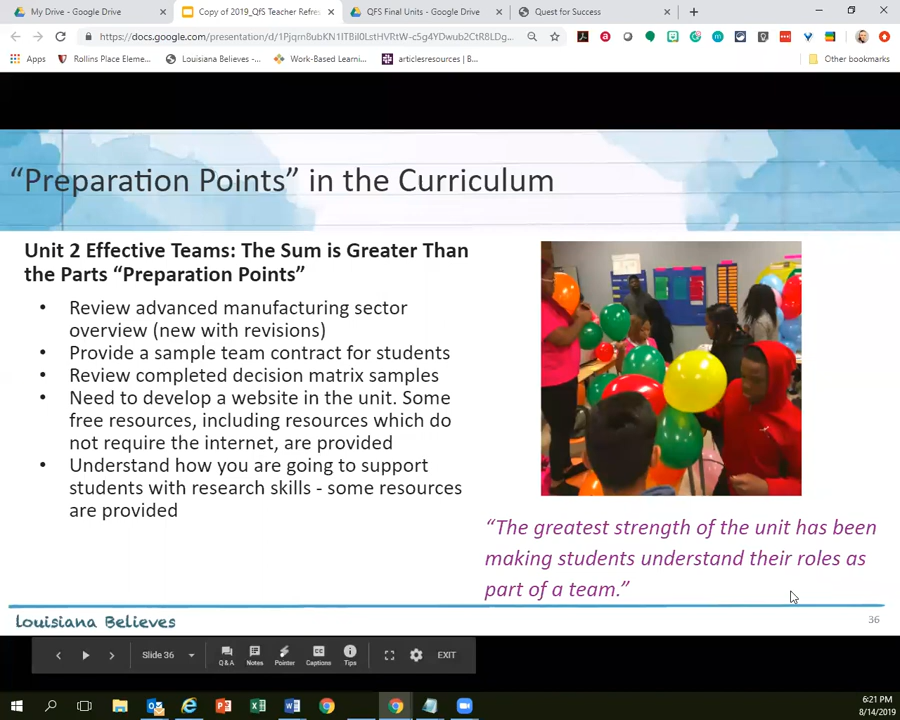 My Drive - Google Drive
Copy of 2019_QfS Teacher Refres
QFS Final Units - Google Drive
Quest for Success
Apps
Rollins Place Eleme...
Louisiana Believes -...
Work-Based Learni...
articlesresources | B...
Other bookmarks
“Preparation Points” in the Curriculum
Unit 2 Effective Teams: The Sum is Greater Than
the Parts “Preparation Points”
• Review advanced manufacturing sector
overview (new with revisions)
• Provide a sample team contract for students
• Review completed decision matrix samples
• Need to develop a website in the unit. Some
free resources, including resources which do
not require the internet, are provided
• Understand how you are going to support
students with research skills - some resources
are provided
“The greatest strength of the unit has been
making students understand their roles as
part of a team.”
Louisiana Believes
36
Slide 36
Q & A
Notes
Pointer
Captions
Tips
EXIT
6:21 PM
8/14/2019